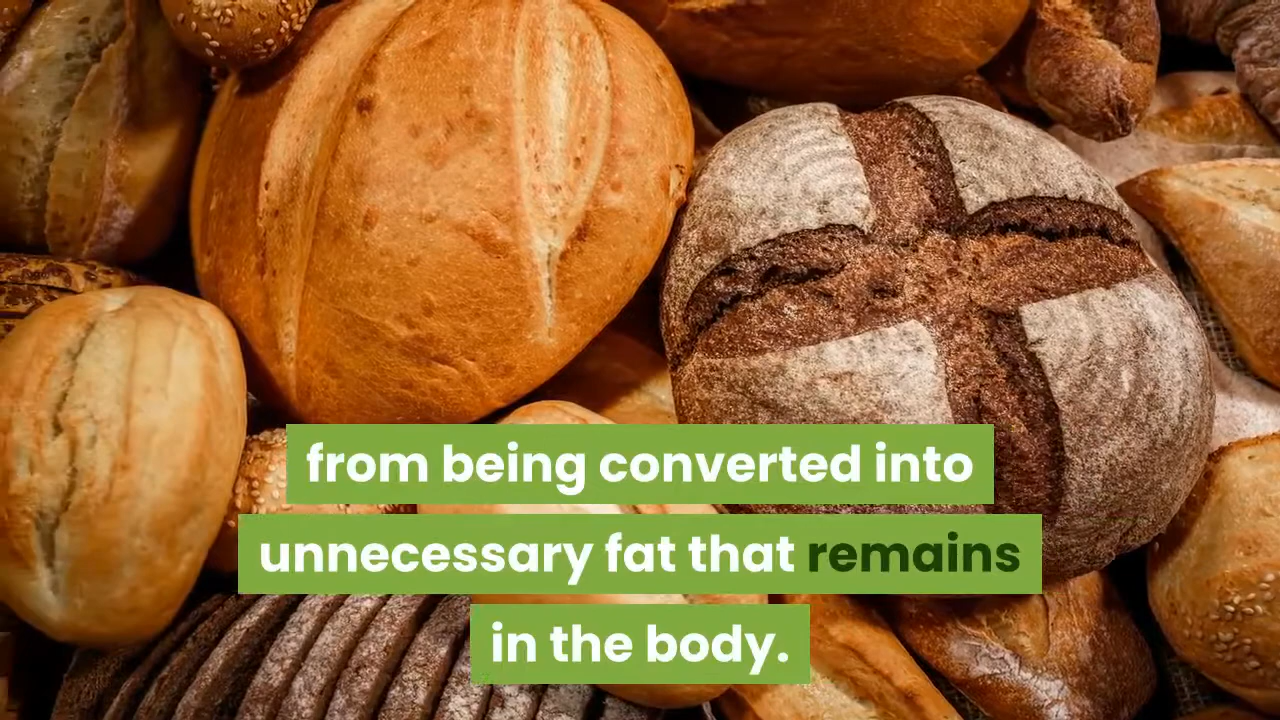 from being converted into
unnecessary fat that remains
in the body.